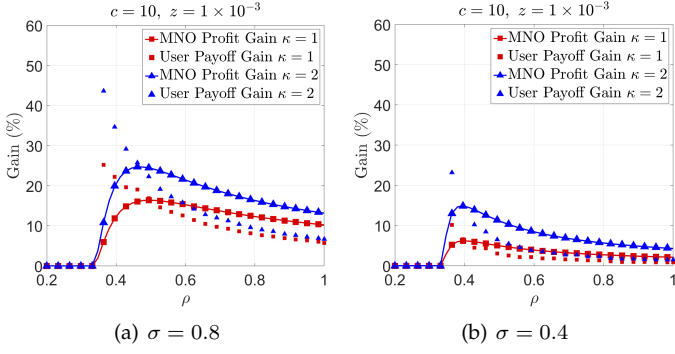 c = 10, z = 1 × 10⁻³
MNO Profit Gain κ = 1
User Payoff Gain κ = 1
MNO Profit Gain κ = 2
User Payoff Gain κ = 2
Gain (%)
60
50
40
30
20
10
0
0.2 0.4 0.6 0.8 1
ρ
(a) σ = 0.8
c = 10, z = 1 × 10⁻³
MNO Profit Gain κ = 1
User Payoff Gain κ = 1
MNO Profit Gain κ = 2
User Payoff Gain κ = 2
Gain (%)
60
50
40
30
20
10
0
0.2 0.4 0.6 0.8 1
ρ
(b) σ = 0.4